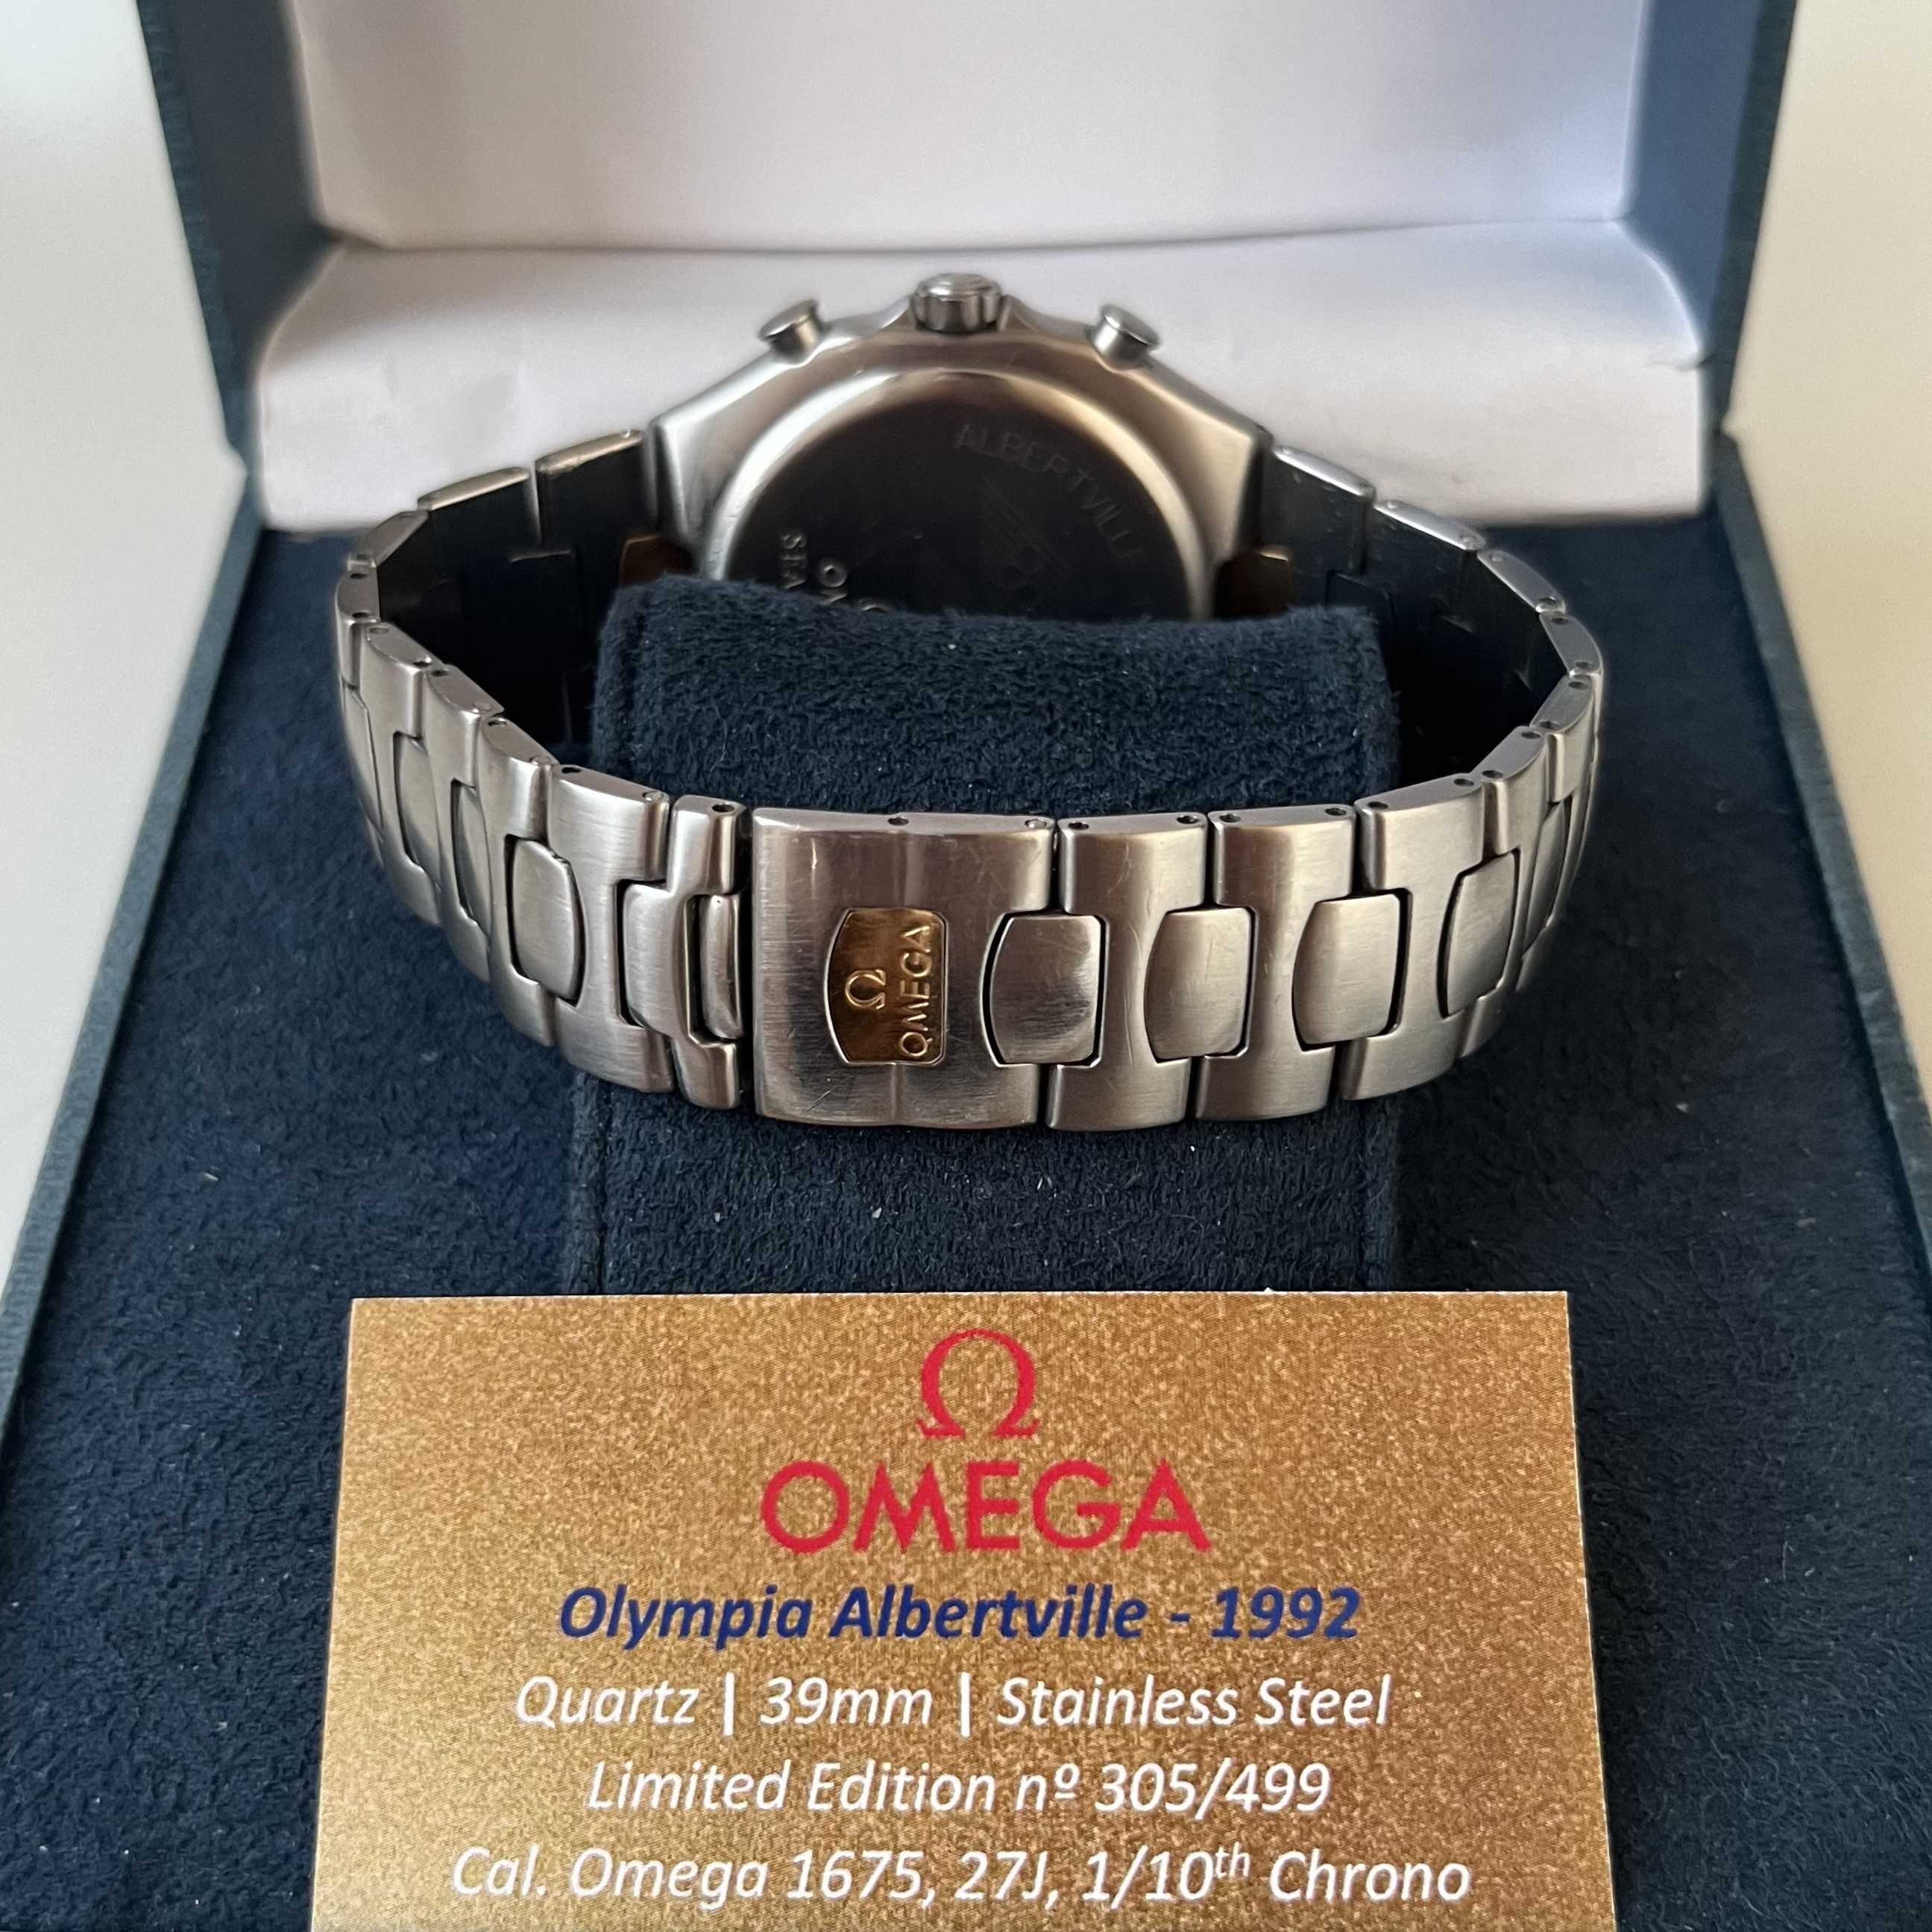 ALBERTVILLE
Ω
OMEGA
Ω
OMEGA
Olympia Albertville - 1992
Quartz | 39mm | Stainless Steel
Limited Edition nº 305/499
Cal. Omega 1675, 27J, 1/10th Chrono